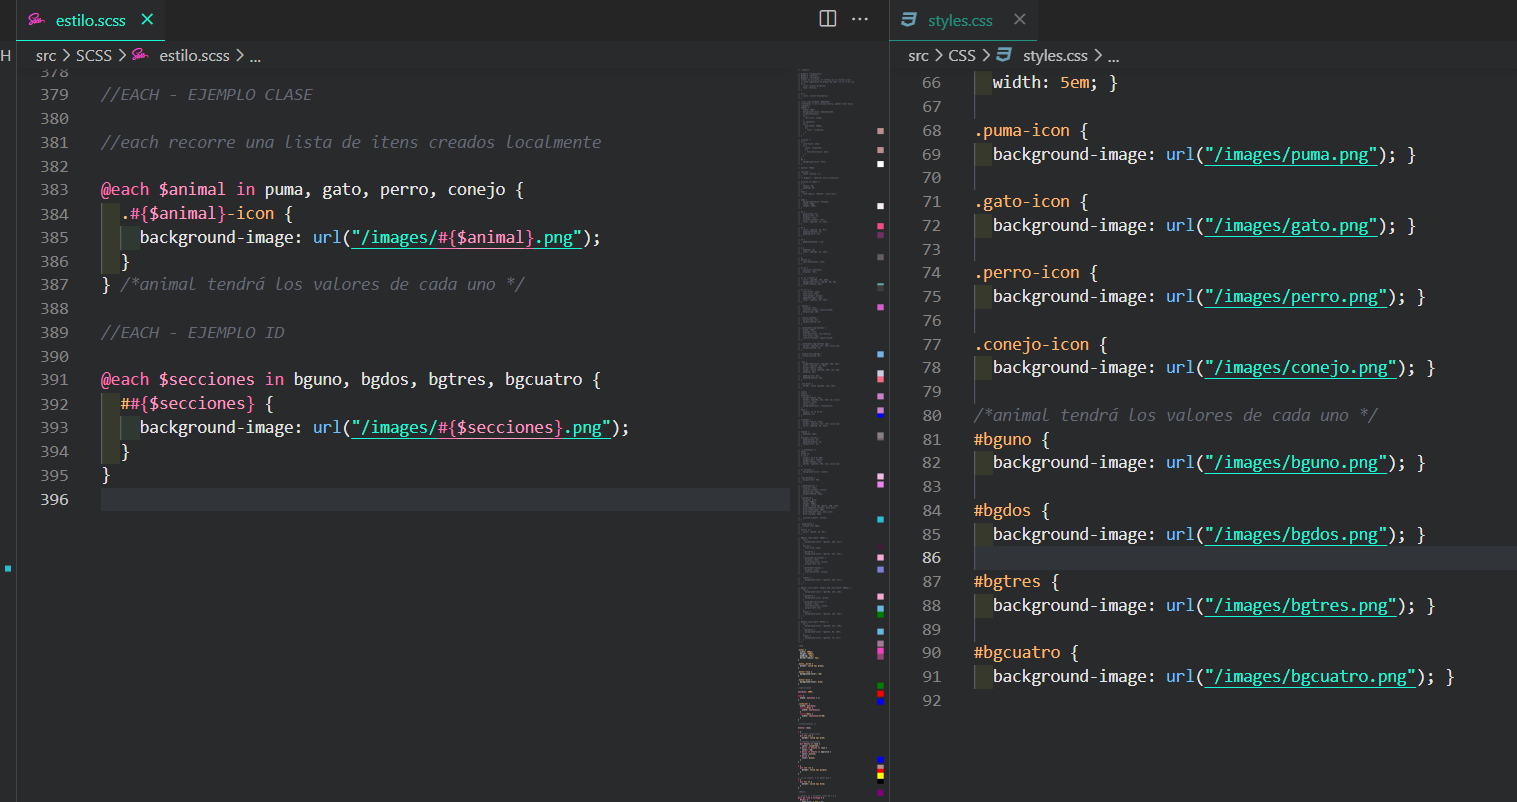 estilo.scss
src > SCSS > estilo.scss > ...
H
378
379 //EACH - EJEMPLO CLASE
380
381 //each recorre una lista de itens creados localmente
382
383 @each $animal in puma, gato, perro, conejo {
384 .#{$animal}-icon {
385 background-image: url("/images/#{$animal}.png");
386 }
387 } /*animal tendrá los valores de cada uno */
388
389 //EACH - EJEMPLO ID
390
391 @each $secciones in bguno, bgdos, bgtres, bgcuatro {
392 ##{$secciones} {
393 background-image: url("/images/#{$secciones}.png");
394 }
395 }
396
styles.css
src > CSS > styles.css > ...
66 width: 5em; }
67
68 .puma-icon {
69 background-image: url("/images/puma.png"); }
70
71 .gato-icon {
72 background-image: url("/images/gato.png"); }
73
74 .perro-icon {
75 background-image: url("/images/perro.png"); }
76
77 .conejo-icon {
78 background-image: url("/images/conejo.png"); }
79
80 /*animal tendrá los valores de cada uno */
81 #bguno {
82 background-image: url("/images/bguno.png"); }
83
84 #bgdos {
85 background-image: url("/images/bgdos.png"); }
86
87 #bgtres {
88 background-image: url("/images/bgtres.png"); }
89
90 #bgcuatro {
91 background-image: url("/images/bgcuatro.png"); }
92